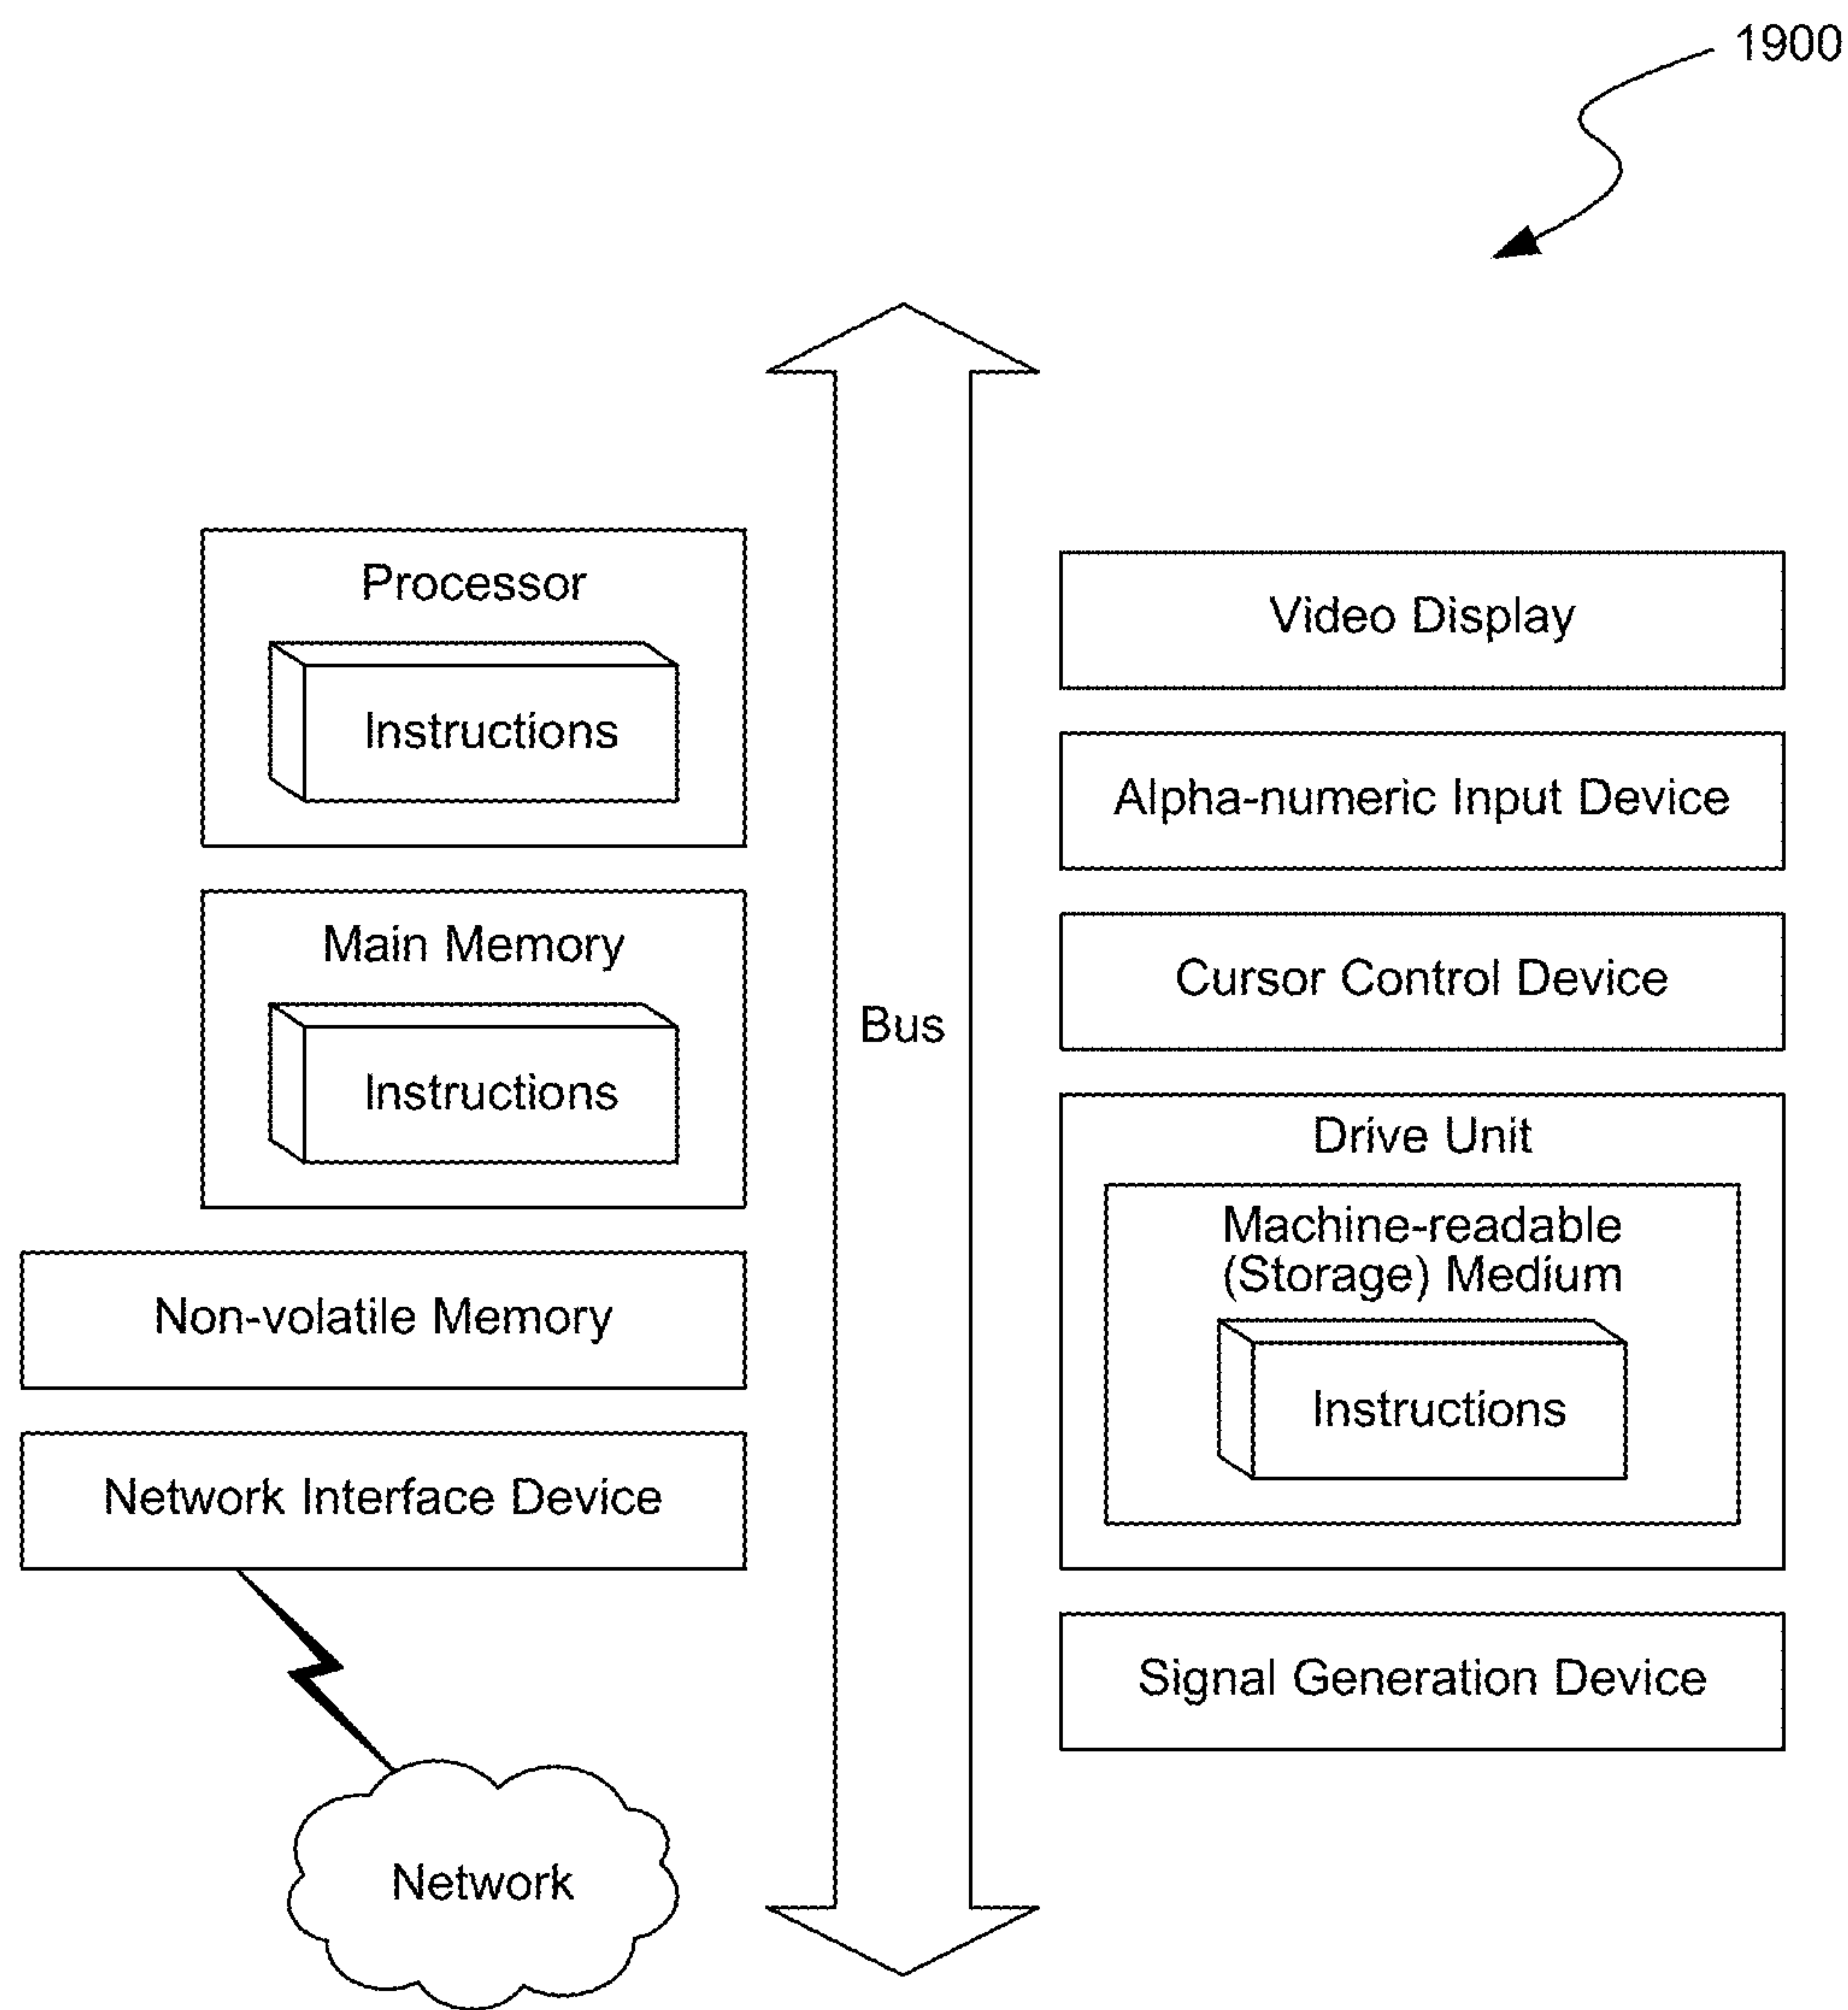 1900
Processor
Instructions
Main Memory
Instructions
Non-volatile Memory
Network Interface Device
Network
Bus
Video Display
Alpha-numeric Input Device
Cursor Control Device
Drive Unit
Machine-readable
(Storage) Medium
Instructions
Signal Generation Device